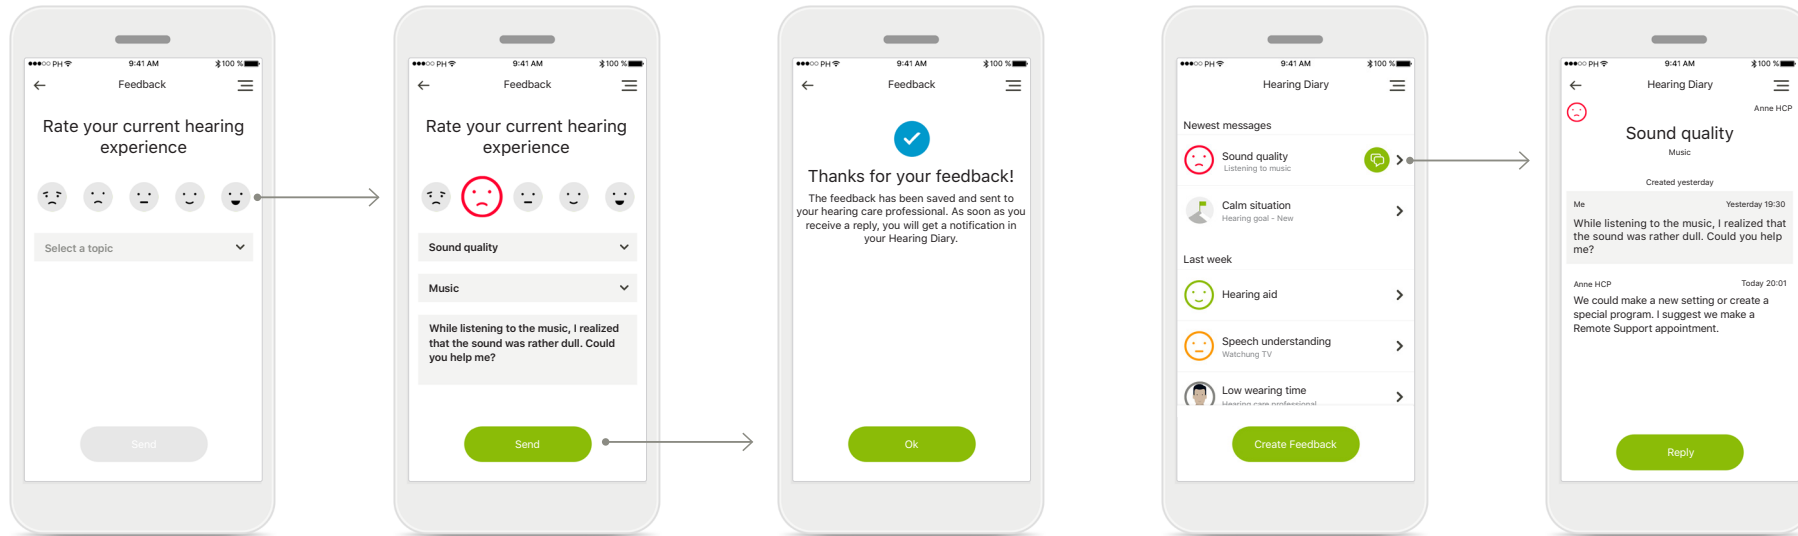 PH
9:41 AM
100 %
Feedback
Rate your current hearing
experience
Select a topic
Send
PH
9:41 AM
100 %
Feedback
Rate your current hearing
experience
Sound quality
Music
While listening to the music, I realized
that the sound was rather dull. Could
you help me?
Send
PH
9:41 AM
100 %
Feedback
Thanks for your feedback!
The feedback has been saved and sent to
your hearing care professional. As soon as you
receive a reply, you will get a notification in
your Hearing Diary.
Ok
PH
9:41 AM
100 %
Hearing Diary
Newest messages
Sound quality
Listening to music
Calm situation
Hearing goal - New
Last week
Hearing aid
Speech understanding
Watchung TV
Low wearing time
Hearing care professional
Create Feedback
PH
9:41 AM
100 %
Hearing Diary
Anne HCP
Sound quality
Music
Created yesterday
Me
Yesterday 19:30
While listening to the music, I realized that
the sound was rather dull. Could you help
me?
Anne HCP
Today 20:01
We could make a new setting or create a
special program. I suggest we make a
Remote Support appointment.
Reply